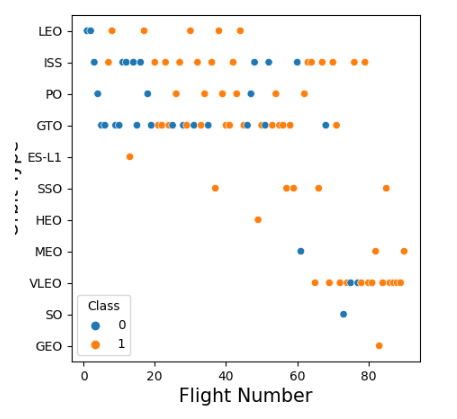 LEO
ISS
PO
GTO
ES-L1
SSO
HEO
MEO
VLEO
SO
GEO
Class
0
1
0 20 40 60 80
Flight Number